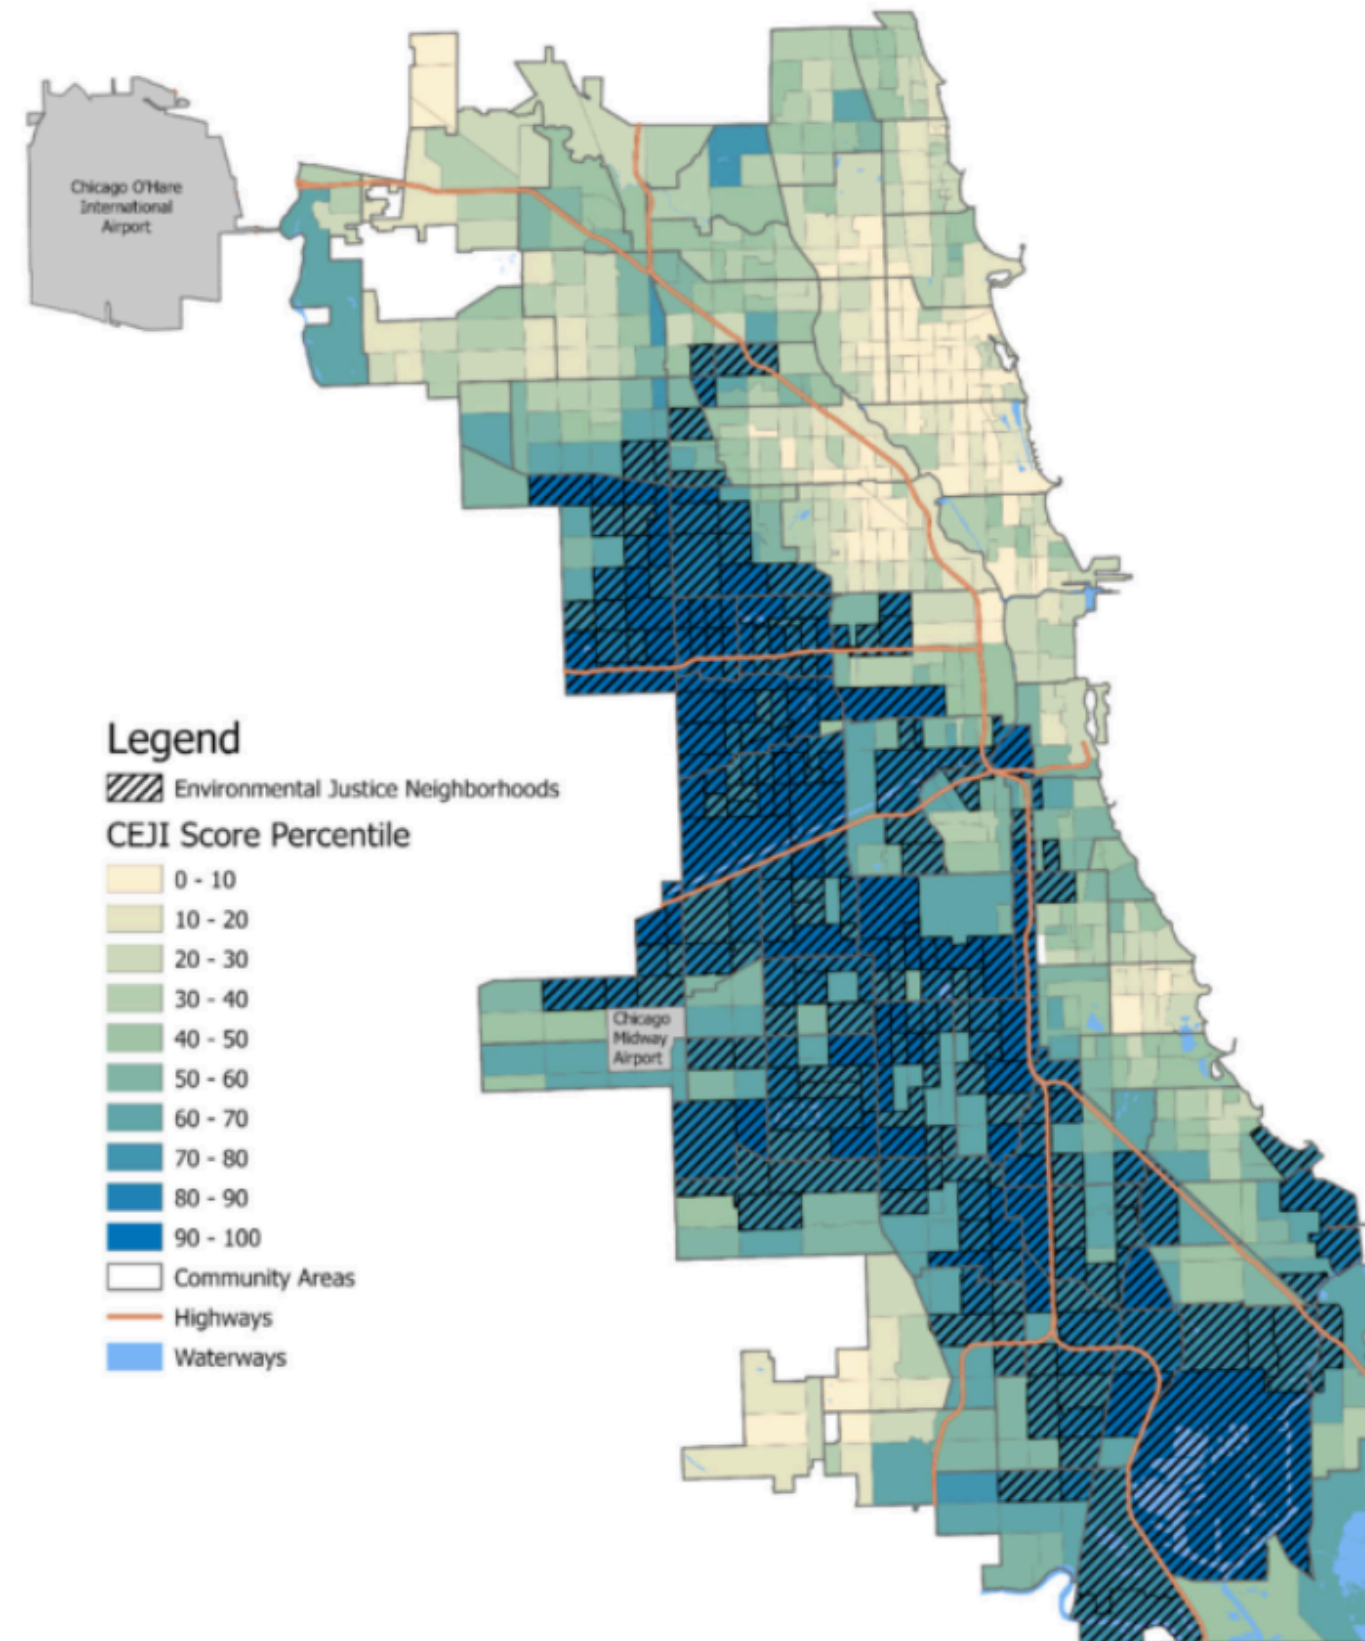 Chicago O'Hare
International
Airport
Legend
Environmental Justice Neighborhoods
CEJI Score Percentile
0 - 10
10 - 20
20 - 30
30 - 40
40 - 50
50 - 60
60 - 70
70 - 80
80 - 90
90 - 100
Community Areas
Highways
Waterways
Chicago
Midway
Airport